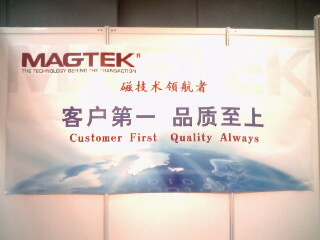 MAGTEK®
THE TECHNOLOGY BEHIND THE TRANSACTION
磁技术领航者
客户第一 品质至上
Customer First Quality Always